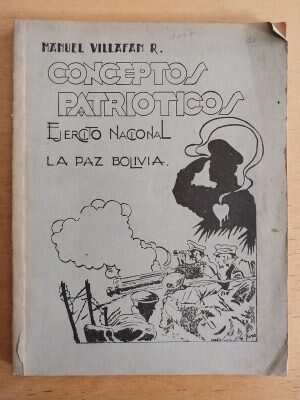 MANUEL VILLAFAN R.
CONCEPTOS
PATRIOTICOS
EJERCITO NACIONAL
LA PAZ BOLIVIA.